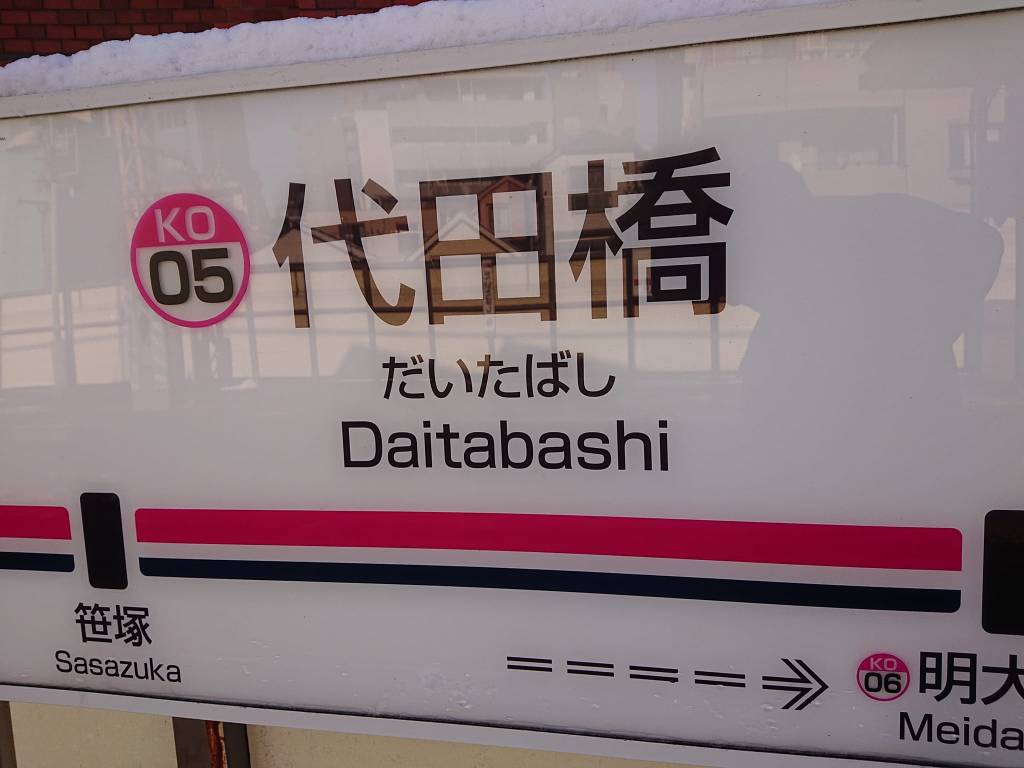 KO
05
代田橋
だいたばし
Daitabashi
笹塚
Sasazuka
KO
06
明大
Meida